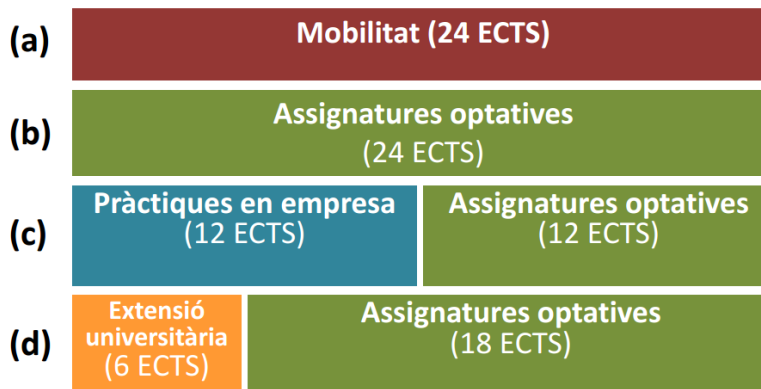 (a)
Mobilitat (24 ECTS)
(b)
Assignatures optatives
(24 ECTS)
(c)
Pràctiques en empresa
(12 ECTS)
Assignatures optatives
(12 ECTS)
(d)
Extensió
universitària
(6 ECTS)
Assignatures optatives
(18 ECTS)